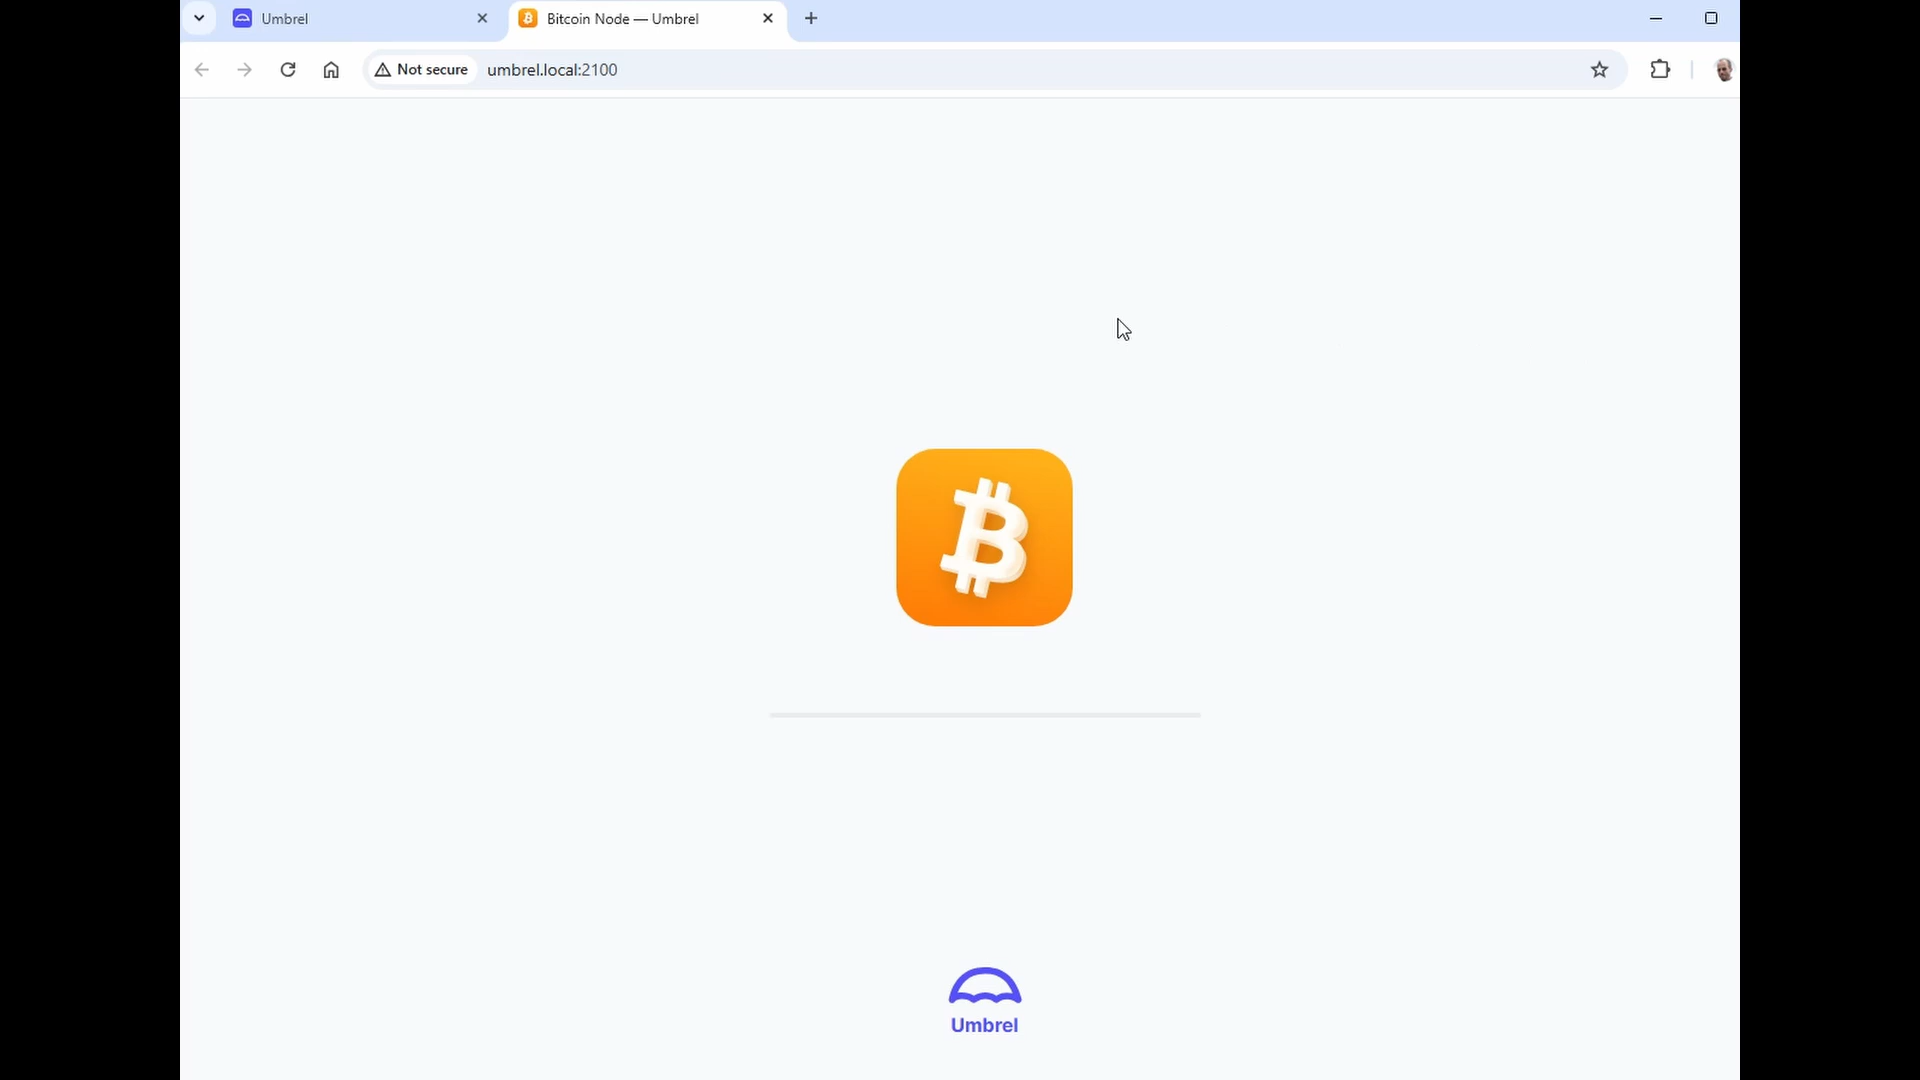 Umbrel
Bitcoin Node — Umbrel
Not secure
umbrel.local:2100
Umbrel